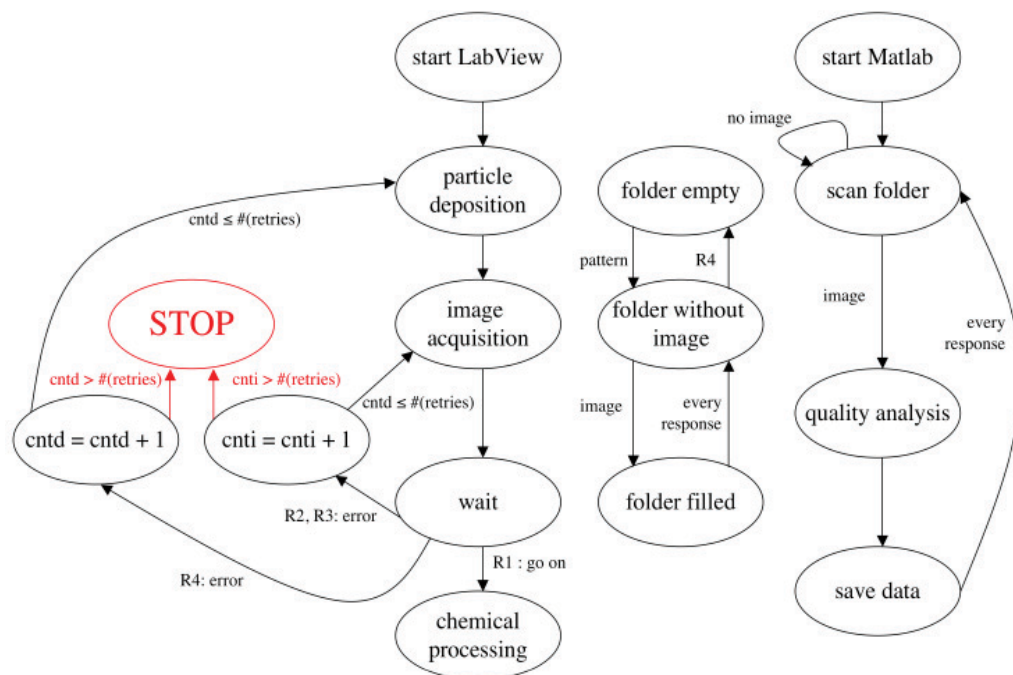 start LabView
start Matlab
no image
particle
deposition
folder empty
scan folder
cntd ≤ #(retries)
pattern
R4
STOP
image
acquisition
folder without
image
image
every
response
cntd > #(retries)
cnti > #(retries)
cntd ≤ #(retries)
cntd = cntd + 1
cnti = cnti + 1
image
every
response
quality analysis
wait
folder filled
R2, R3: error
R1 : go on
R4: error
save data
chemical
processing